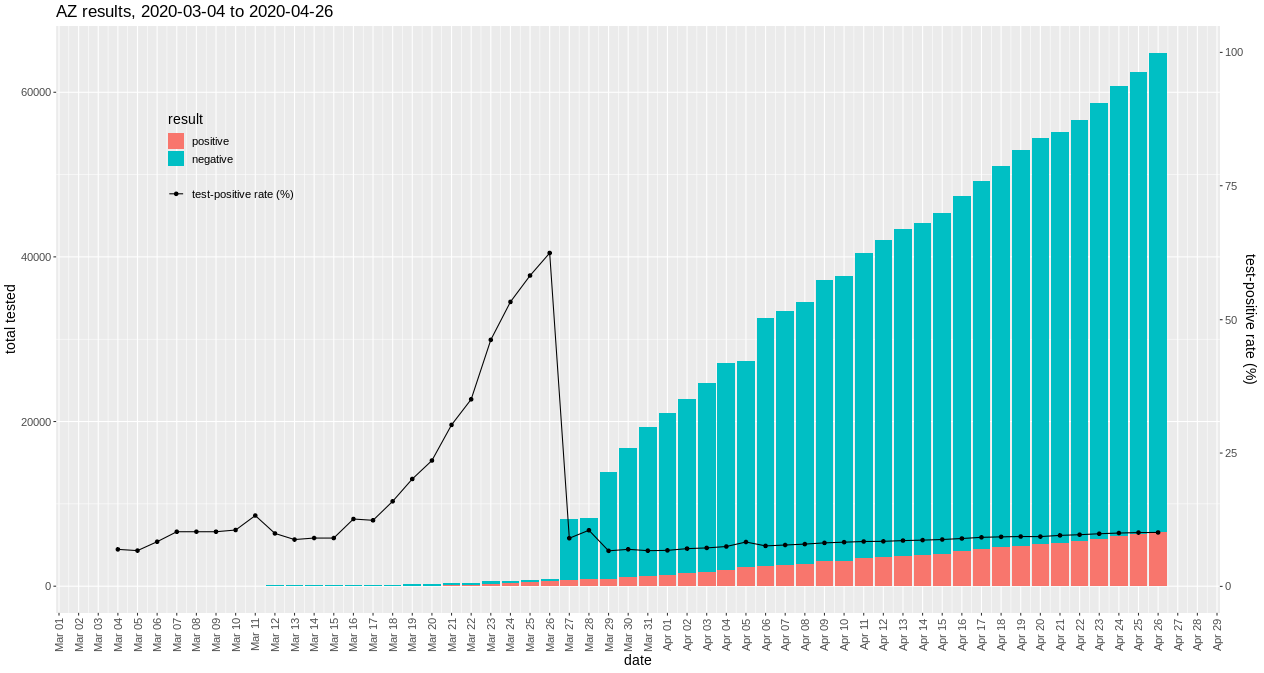 AZ results, 2020-03-04 to 2020-04-26
total tested
60000
40000
20000
0
result
positive
negative
test-positive rate (%)
100
75
50
25
0
test-positive rate (%)
Mar 01
Mar 02
Mar 03
Mar 04
Mar 05
Mar 06
Mar 07
Mar 08
Mar 09
Mar 10
Mar 11
Mar 12
Mar 13
Mar 14
Mar 15
Mar 16
Mar 17
Mar 18
Mar 19
Mar 20
Mar 21
Mar 22
Mar 23
Mar 24
Mar 25
Mar 26
Mar 27
Mar 28
Mar 29
Mar 30
Mar 31
Apr 01
Apr 02
Apr 03
Apr 04
Apr 05
Apr 06
Apr 07
Apr 08
Apr 09
Apr 10
Apr 11
Apr 12
Apr 13
Apr 14
Apr 15
Apr 16
Apr 17
Apr 18
Apr 19
Apr 20
Apr 21
Apr 22
Apr 23
Apr 24
Apr 25
Apr 26
Apr 27
Apr 28
Apr 29
date